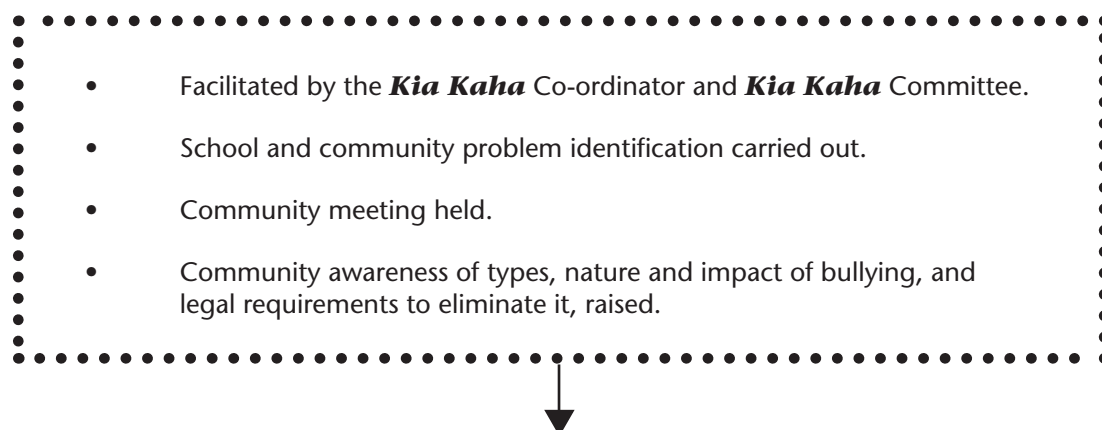 • Facilitated by the Kia Kaha Co-ordinator and Kia Kaha Committee.
• School and community problem identification carried out.
• Community meeting held.
• Community awareness of types, nature and impact of bullying, and
legal requirements to eliminate it, raised.